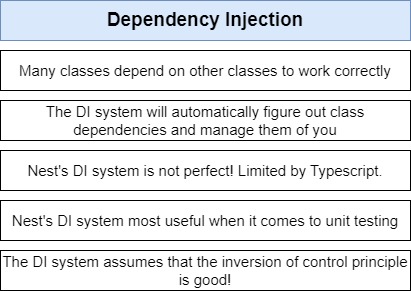 Dependency Injection
Many classes depend on other classes to work correctly
The DI system will automatically figure out class
dependencies and manage them of you
Nest's DI system is not perfect! Limited by Typescript.
Nest's DI system most useful when it comes to unit testing
The DI system assumes that the inversion of control principle
is good!